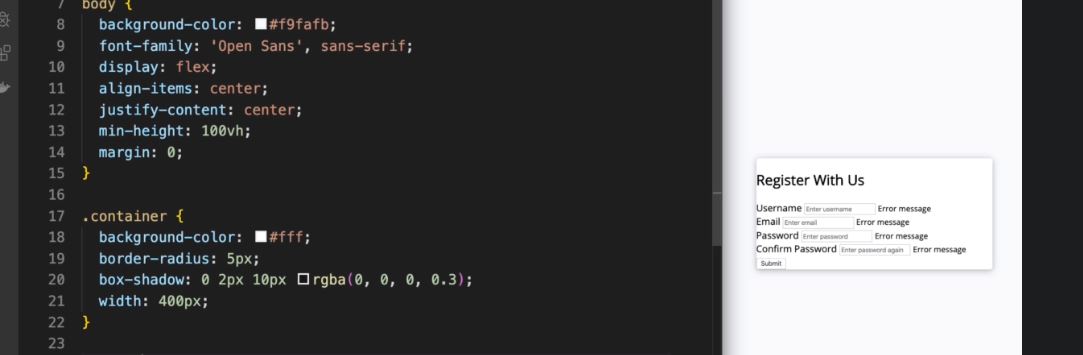 7 body {
8 background-color: #f9fafb;
9 font-family: 'Open Sans', sans-serif;
10 display: flex;
11 align-items: center;
12 justify-content: center;
13 min-height: 100vh;
14 margin: 0;
15 }
16
17 .container {
18 background-color: #fff;
19 border-radius: 5px;
20 box-shadow: 0 2px 10px rgba(0, 0, 0, 0.3);
21 width: 400px;
22 }
23
Register With Us
Username Enter username Error message
Email Enter email Error message
Password Enter password Error message
Confirm Password Enter password again Error message
Submit